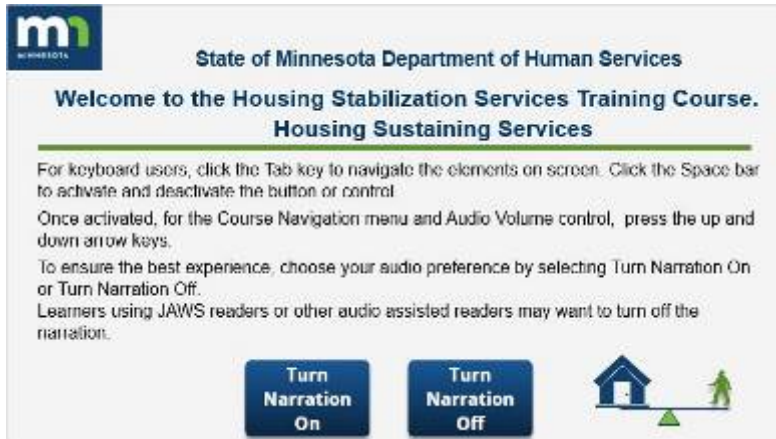 MINNESOTA
State of Minnesota Department of Human Services
Welcome to the Housing Stabilization Services Training Course.
Housing Sustaining Services
For keyboard users, click the Tab key to navigate the elements on screen. Click the Space bar
to activate and deactivate the button or control
Once activated, for the Course Navigation menu and Audio Volume control, press the up and
down arrow keys.
To ensure the best experience, choose your audio preference by selecting Turn Narration On
or Turn Narration Off.
Learners using JAWS readers or other audio assisted readers may want to turn off the
narration.
Turn
Narration
On
Turn
Narration
Off